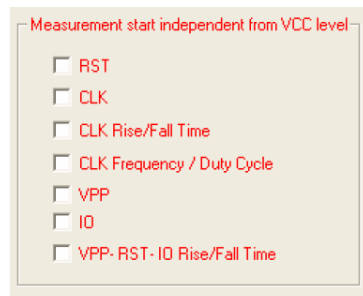 Measurement start independent from VCC level
RST
CLK
CLK Rise/Fall Time
CLK Frequency / Duty Cycle
VPP
IO
VPP- RST- IO Rise/Fall Time